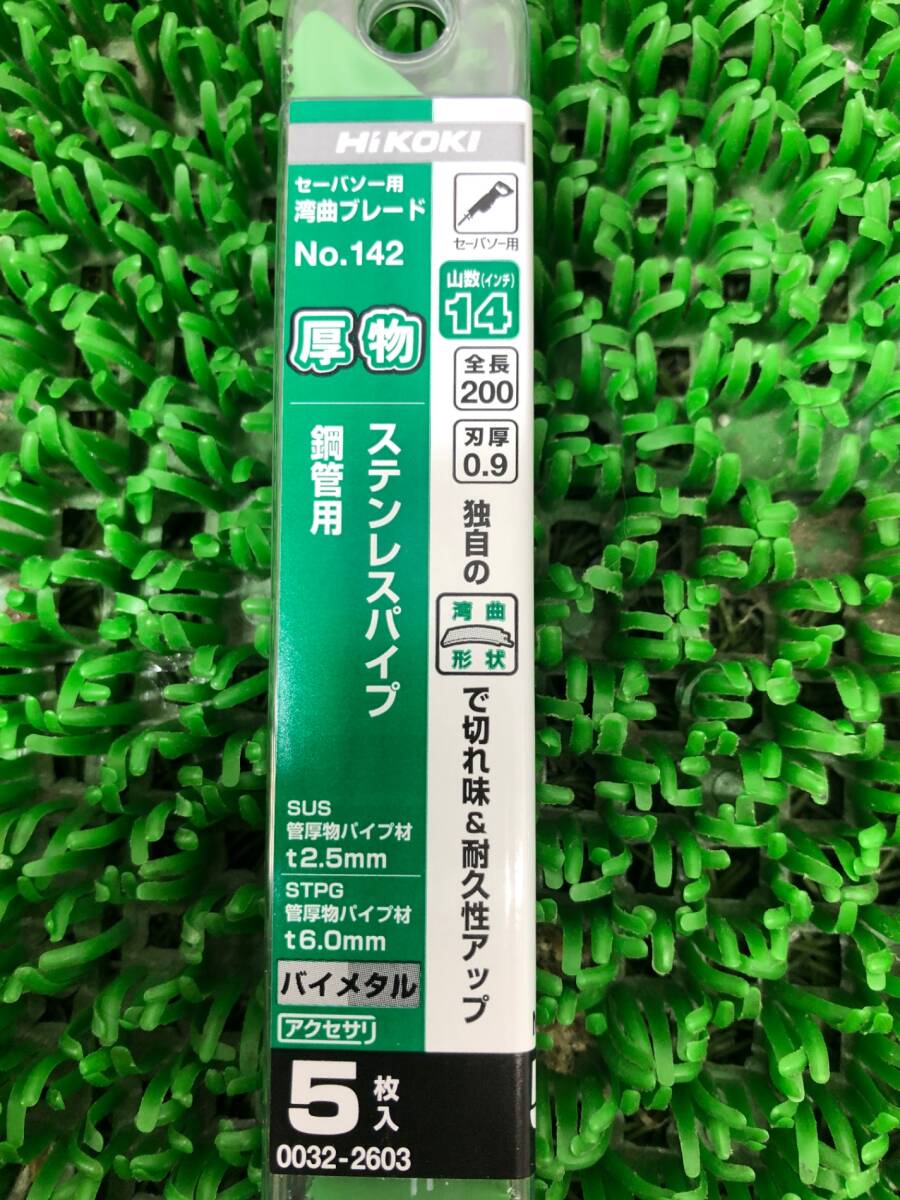 HiKOKI
セーバソー用
湾曲ブレード
No.142
厚物
ステンレスパイプ
鋼管用
SUS
管厚物パイプ材
t2.5mm
STPG
管厚物パイプ材
t6.0mm
バイメタル
アクセサリ
セーバソー用
山数(インチ)
14
全長
200
刃厚
0.9
独自の
湾曲
形状
で切れ味&耐久性アップ
5枚入
0032-2603